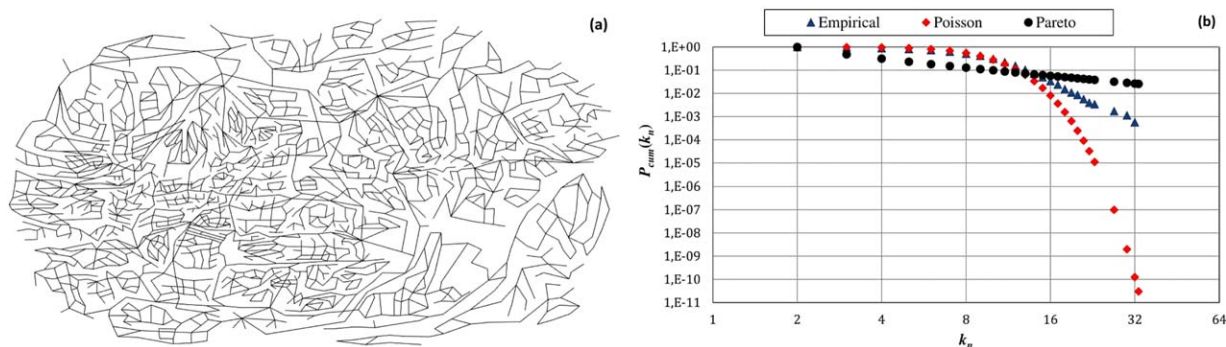 (a)
Empirical Poisson Pareto
(b)
1,E+00
1,E-01
1,E-02
1,E-03
1,E-04
1,E-05
1,E-06
1,E-07
1,E-08
1,E-09
1,E-10
1,E-11
P_cum(k_n)
1 2 4 8 16 32 64
k_n